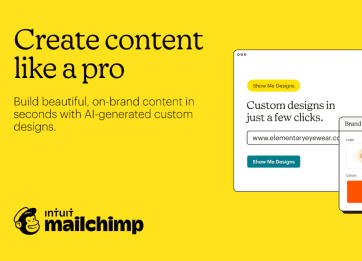 Create content
like a pro
Build beautiful, on-brand content in
seconds with AI-generated custom
designs.
Show Me Designs
Custom designs in
just a few clicks.
www.elementaryeyewear.co
Show Me Designs
Brand
Logo
Colors
intuit
mailchimp